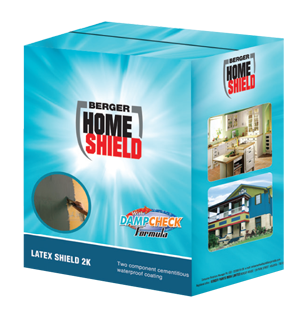 BERGER
HOME
SHIELD
DAMPCHECK
Formula
LATEX SHIELD 2K
Two component cementitious
waterproof coating
BERGER
HOME
SHIELD